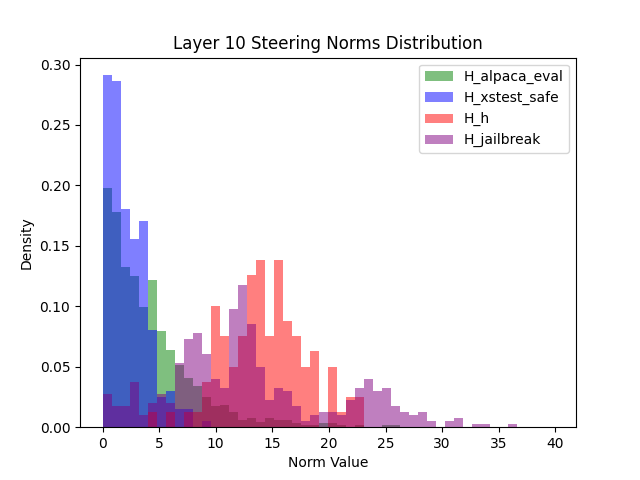 Layer 10 Steering Norms Distribution
H_alpaca_eval
H_xstest_safe
H_h
H_jailbreak
Density
0.30
0.25
0.20
0.15
0.10
0.05
0.00
0 5 10 15 20 25 30 35 40
Norm Value